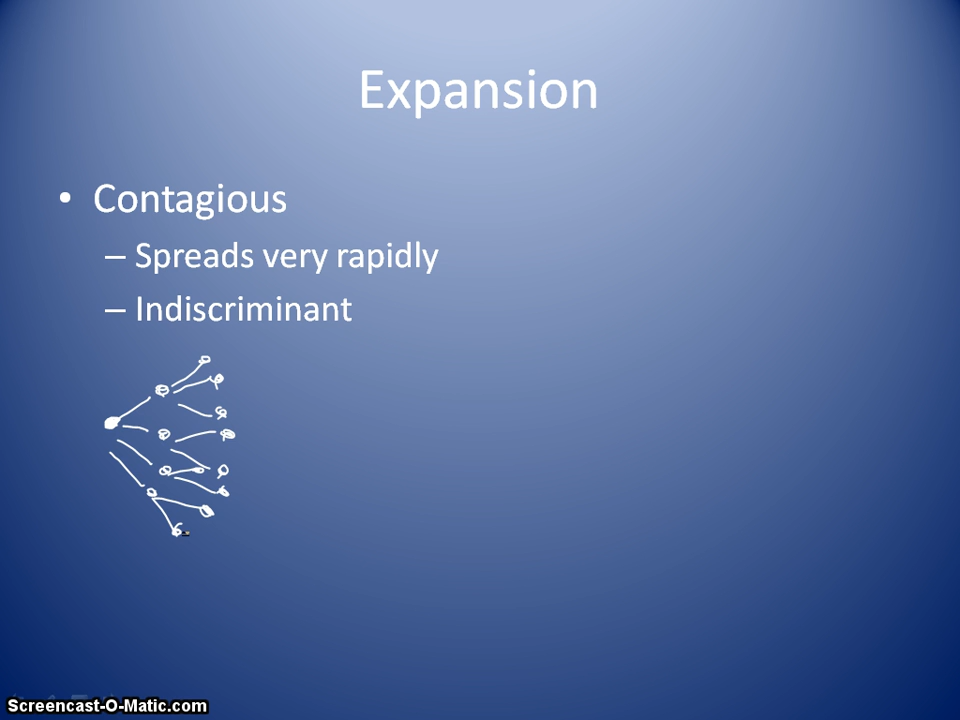 Expansion
• Contagious
– Spreads very rapidly
– Indiscriminant
Screencast-O-Matic.com